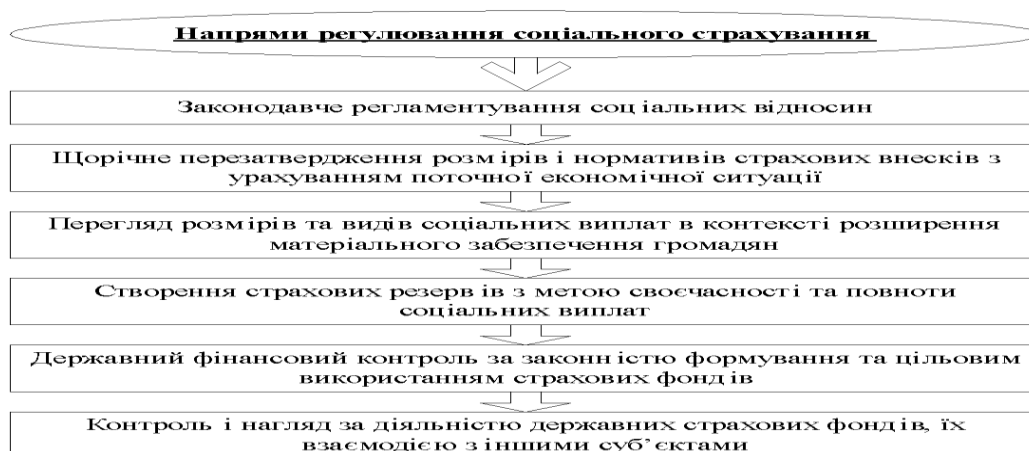 Напрями регулювання соціального страхування
Законодавче регламентування соціальних відносин
Щорічне перезатвердження розмірів і нормативів страхових внесків з
урахуванням поточної економічної ситуації
Перегляд розмірів та видів соціальних виплат в контексті розширення
матеріального забезпечення громадян
Створення страхових резервів з метою своєчасності та повноти
соціальних виплат
Державний фінансовий контроль за законністю формування та цільовим
використанням страхових фондів
Контроль і нагляд за діяльністю державних страхових фондів, їх
взаємодією з іншими суб’єктами